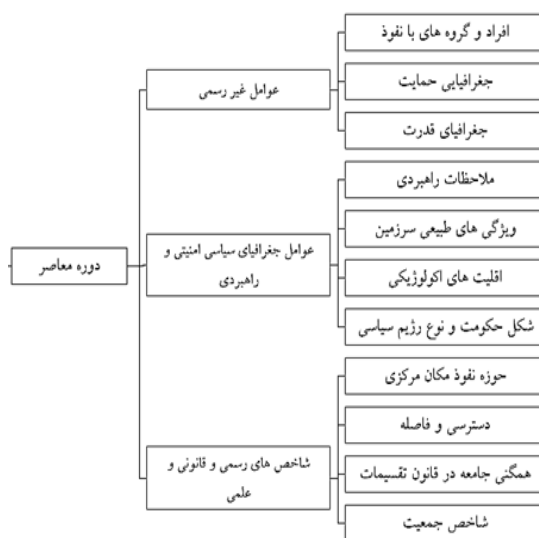 افراد و گروه های با نفوذ
جغرافیایی حمایت
جغرافیای قدرت
عوامل غیر رسمی
ملاحظات راهبردی
ویژگی های طبیعی سرزمین
اقلیت های اکولوژیکی
شکل حکومت و نوع رژیم سیاسی
عوامل جغرافیای سیاسی امنیتی و
راهبردی
دوره معاصر
حوزه نفوذ مکان مرکزی
دسترسی و فاصله
همگنی جامعه در قانون تقسیمات
شاخص جمعیت
شاخص های رسمی و قانونی و
علمی